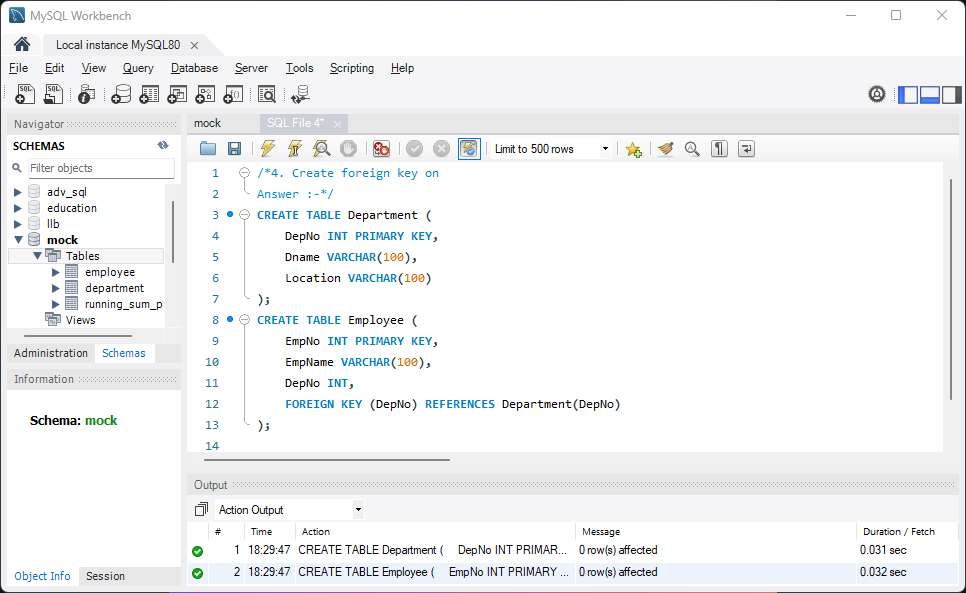 MySQL Workbench
Local instance MySQL80
File Edit View Query Database Server Tools Scripting Help
Navigator
SCHEMAS
Filter objects
adv_sql
education
llb
mock
Tables
employee
department
running_sum_p
Views
Administration Schemas
Information
Schema: mock
Object Info Session
mock SQL File 4*
Limit to 500 rows
1 /*4. Create foreign key on
2 Answer :-*/
3 CREATE TABLE Department (
4 DepNo INT PRIMARY KEY,
5 Dname VARCHAR(100),
6 Location VARCHAR(100)
7 );
8 CREATE TABLE Employee (
9 EmpNo INT PRIMARY KEY,
10 EmpName VARCHAR(100),
11 DepNo INT,
12 FOREIGN KEY (DepNo) REFERENCES Department(DepNo)
13 );
14
Output
Action Output
# Time Action Message Duration / Fetch
1 18:29:47 CREATE TABLE Department ( DepNo INT PRIMAR... 0 row(s) affected 0.031 sec
2 18:29:47 CREATE TABLE Employee ( EmpNo INT PRIMARY ... 0 row(s) affected 0.032 sec